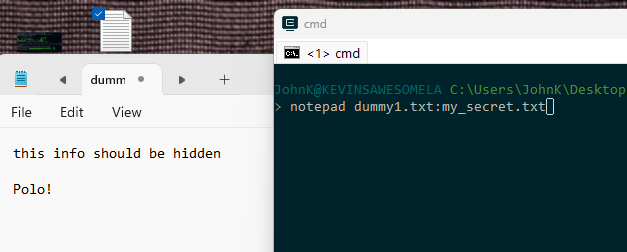 dumm
File Edit View
this info should be hidden
Polo!
cmd
<1> cmd
JohnK@KEVINSAWESOMELA C:\Users\JohnK\Desktop
> notepad dummy1.txt:my_secret.txt